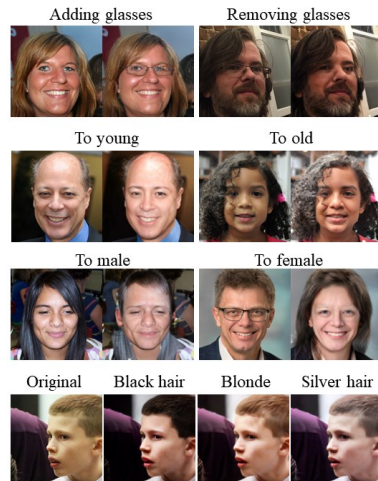 Adding glasses
Removing glasses
To young
To old
To male
To female
Original
Black hair
Blonde
Silver hair